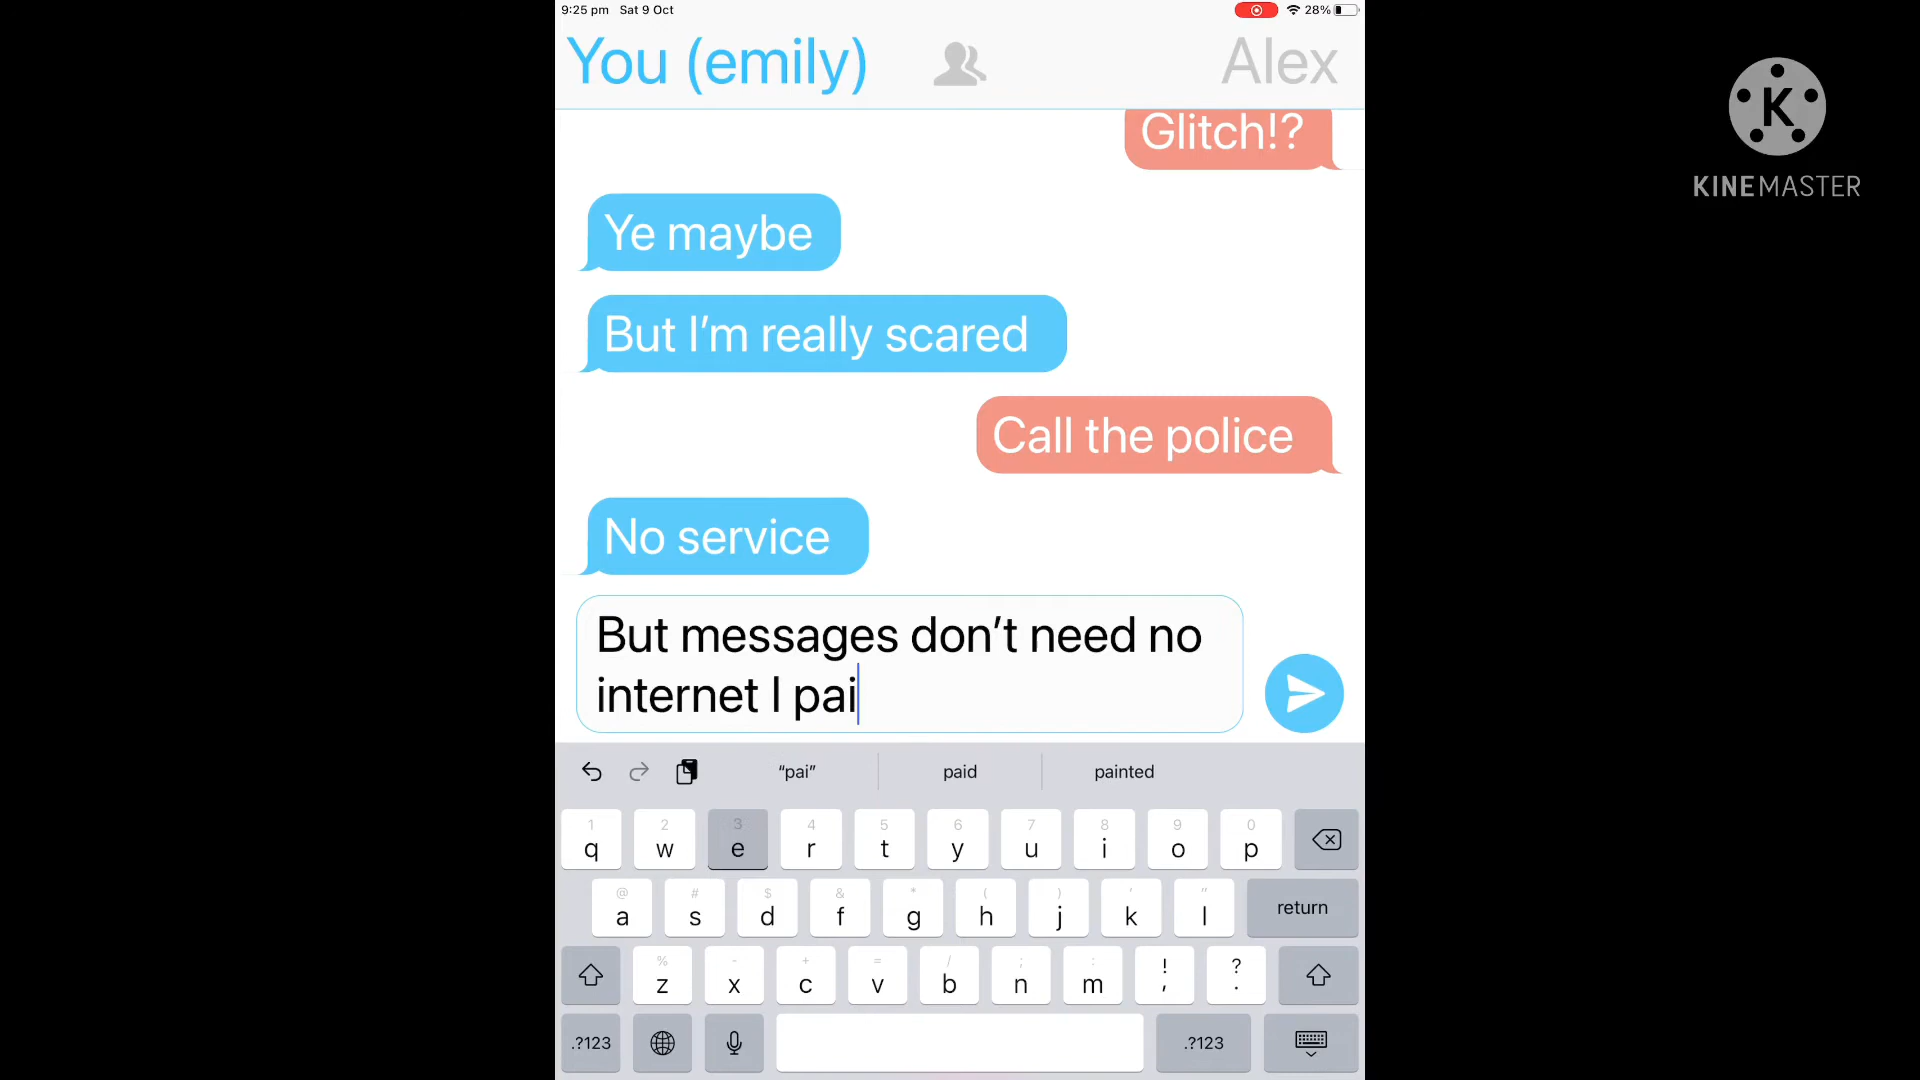 9:25 pm Sat 9 Oct
28%
You (emily)
Alex
K
KINEMASTER
Glitch!?
Ye maybe
But I'm really scared
Call the police
No service
But messages don't need no
internet I pai
"pai" paid painted
1 2 3 4 5 6 7 8 9 0
q w e r t y u i o p
@ # $ & * ( ) ' "
a s d f g h j k l return
% - + = / ; : ! ?
z x c v b n m , .
.?123 .?123